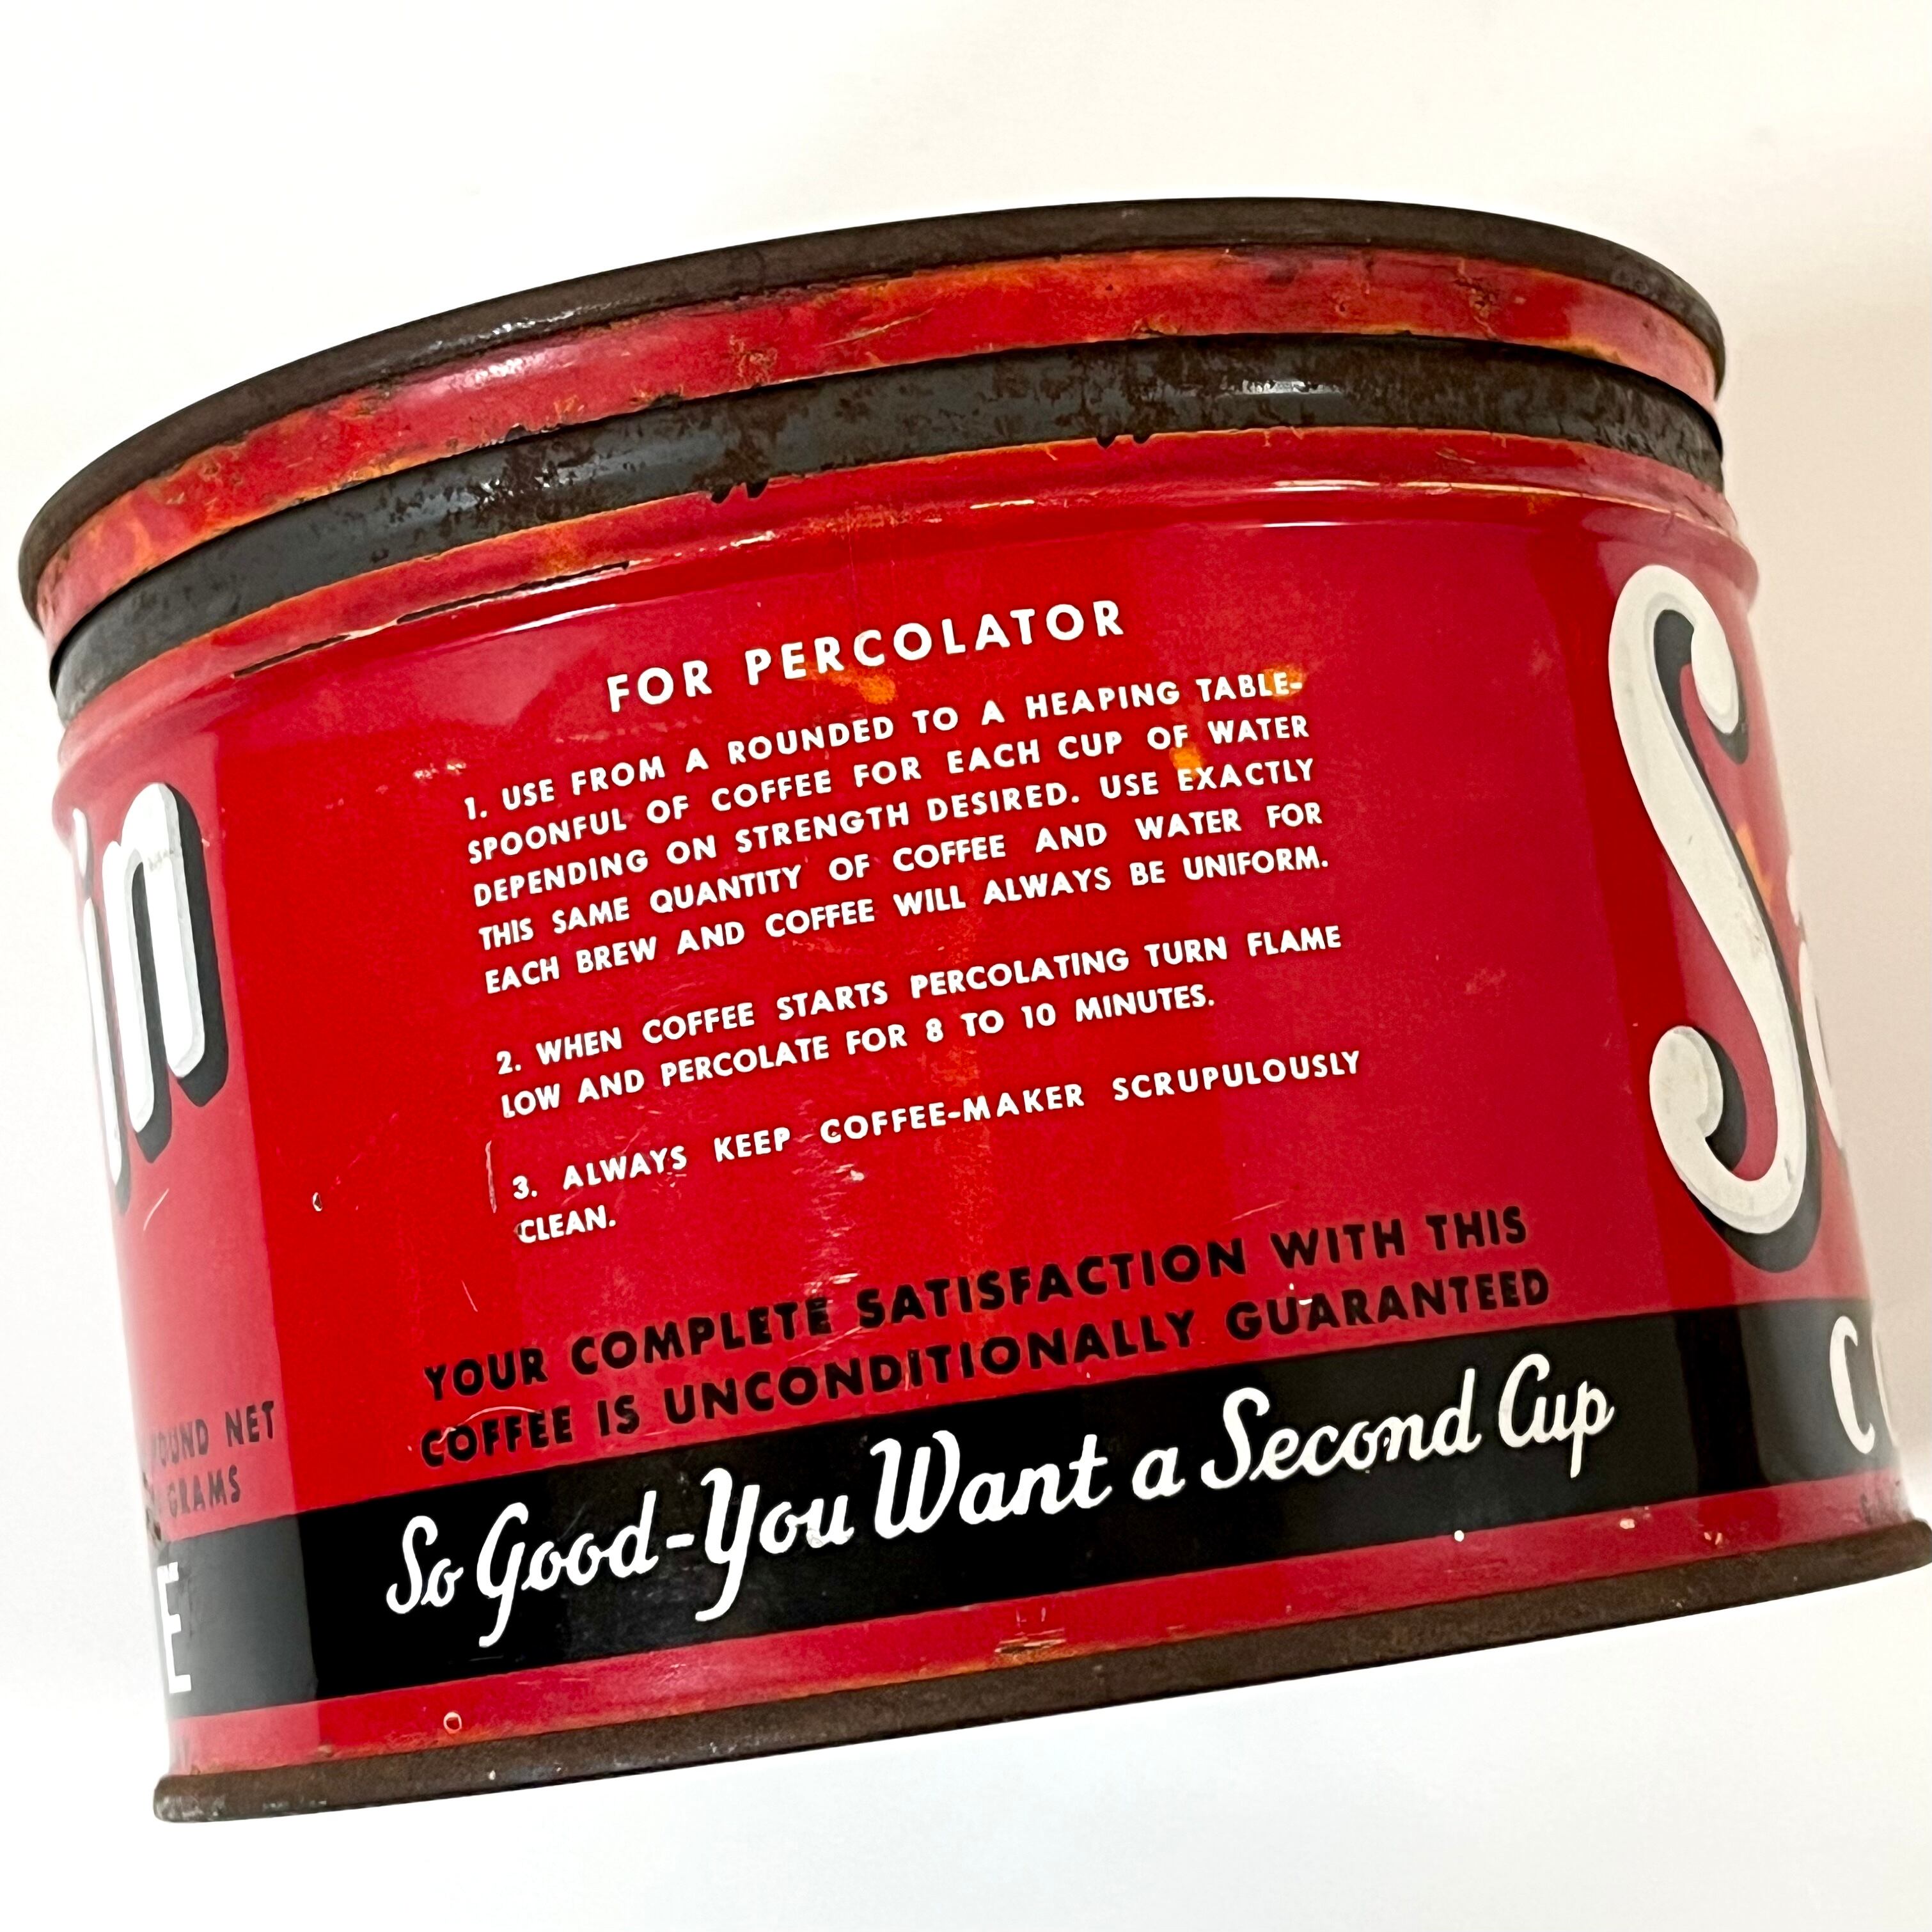 FOR PERCOLATOR
1. USE FROM A ROUNDED TO A HEAPING TABLE-
SPOONFUL OF COFFEE FOR EACH CUP OF WATER
DEPENDING ON STRENGTH DESIRED. USE EXACTLY
THIS SAME QUANTITY OF COFFEE AND WATER FOR
EACH BREW AND COFFEE WILL ALWAYS BE UNIFORM.
2. WHEN COFFEE STARTS PERCOLATING TURN FLAME
LOW AND PERCOLATE FOR 8 TO 10 MINUTES.
3. ALWAYS KEEP COFFEE-MAKER SCRUPULOUSLY
CLEAN.
YOUR COMPLETE SATISFACTION WITH THIS
COFFEE IS UNCONDITIONALLY GUARANTEED
So Good-You Want a Second Cup
NET
GRAMS